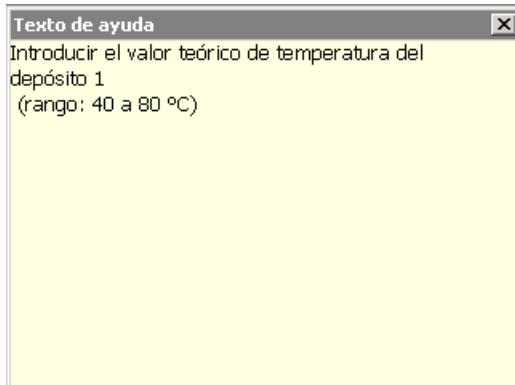 Texto de ayuda
Introducir el valor teórico de temperatura del
depósito 1
(rango: 40 a 80 ºC)